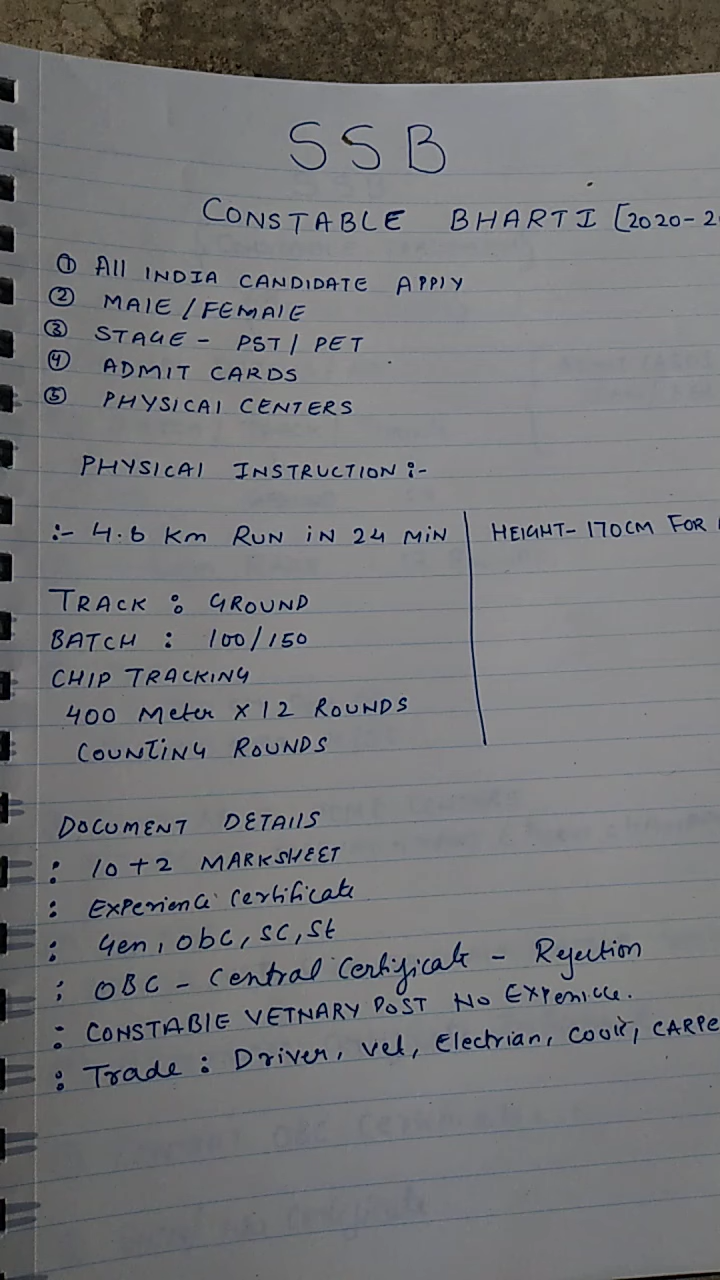 SSB
CONSTABLE BHARTI [2020-2
① All INDIA CANDIDATE APPlY
② MAlE / FEMAlE
③ STAGE - PST / PET
④ ADMIT CARDS
⑤ PHYSICAl CENTERS
PHYSICAl INSTRUCTION :-
:- 4.6 Km RUN iN 24 MiN
HEIGHT- 170CM FOR
TRACK : GROUND
BATCH : 100/150
CHIP TRACKING
400 Meter X 12 ROUNDS
COUNTiNG ROUNDS
DOCUMENT DETAIlS
: 10+2 MARKSHEET
: Experience Certificate
: Gen, Obc, SC, St
: OBC - Central Certificate - Rejection
: CONSTABlE VETNARY POST NO EXPeniCCe.
: Trade : Driver, Vet, Electrian, Cook, CARPE